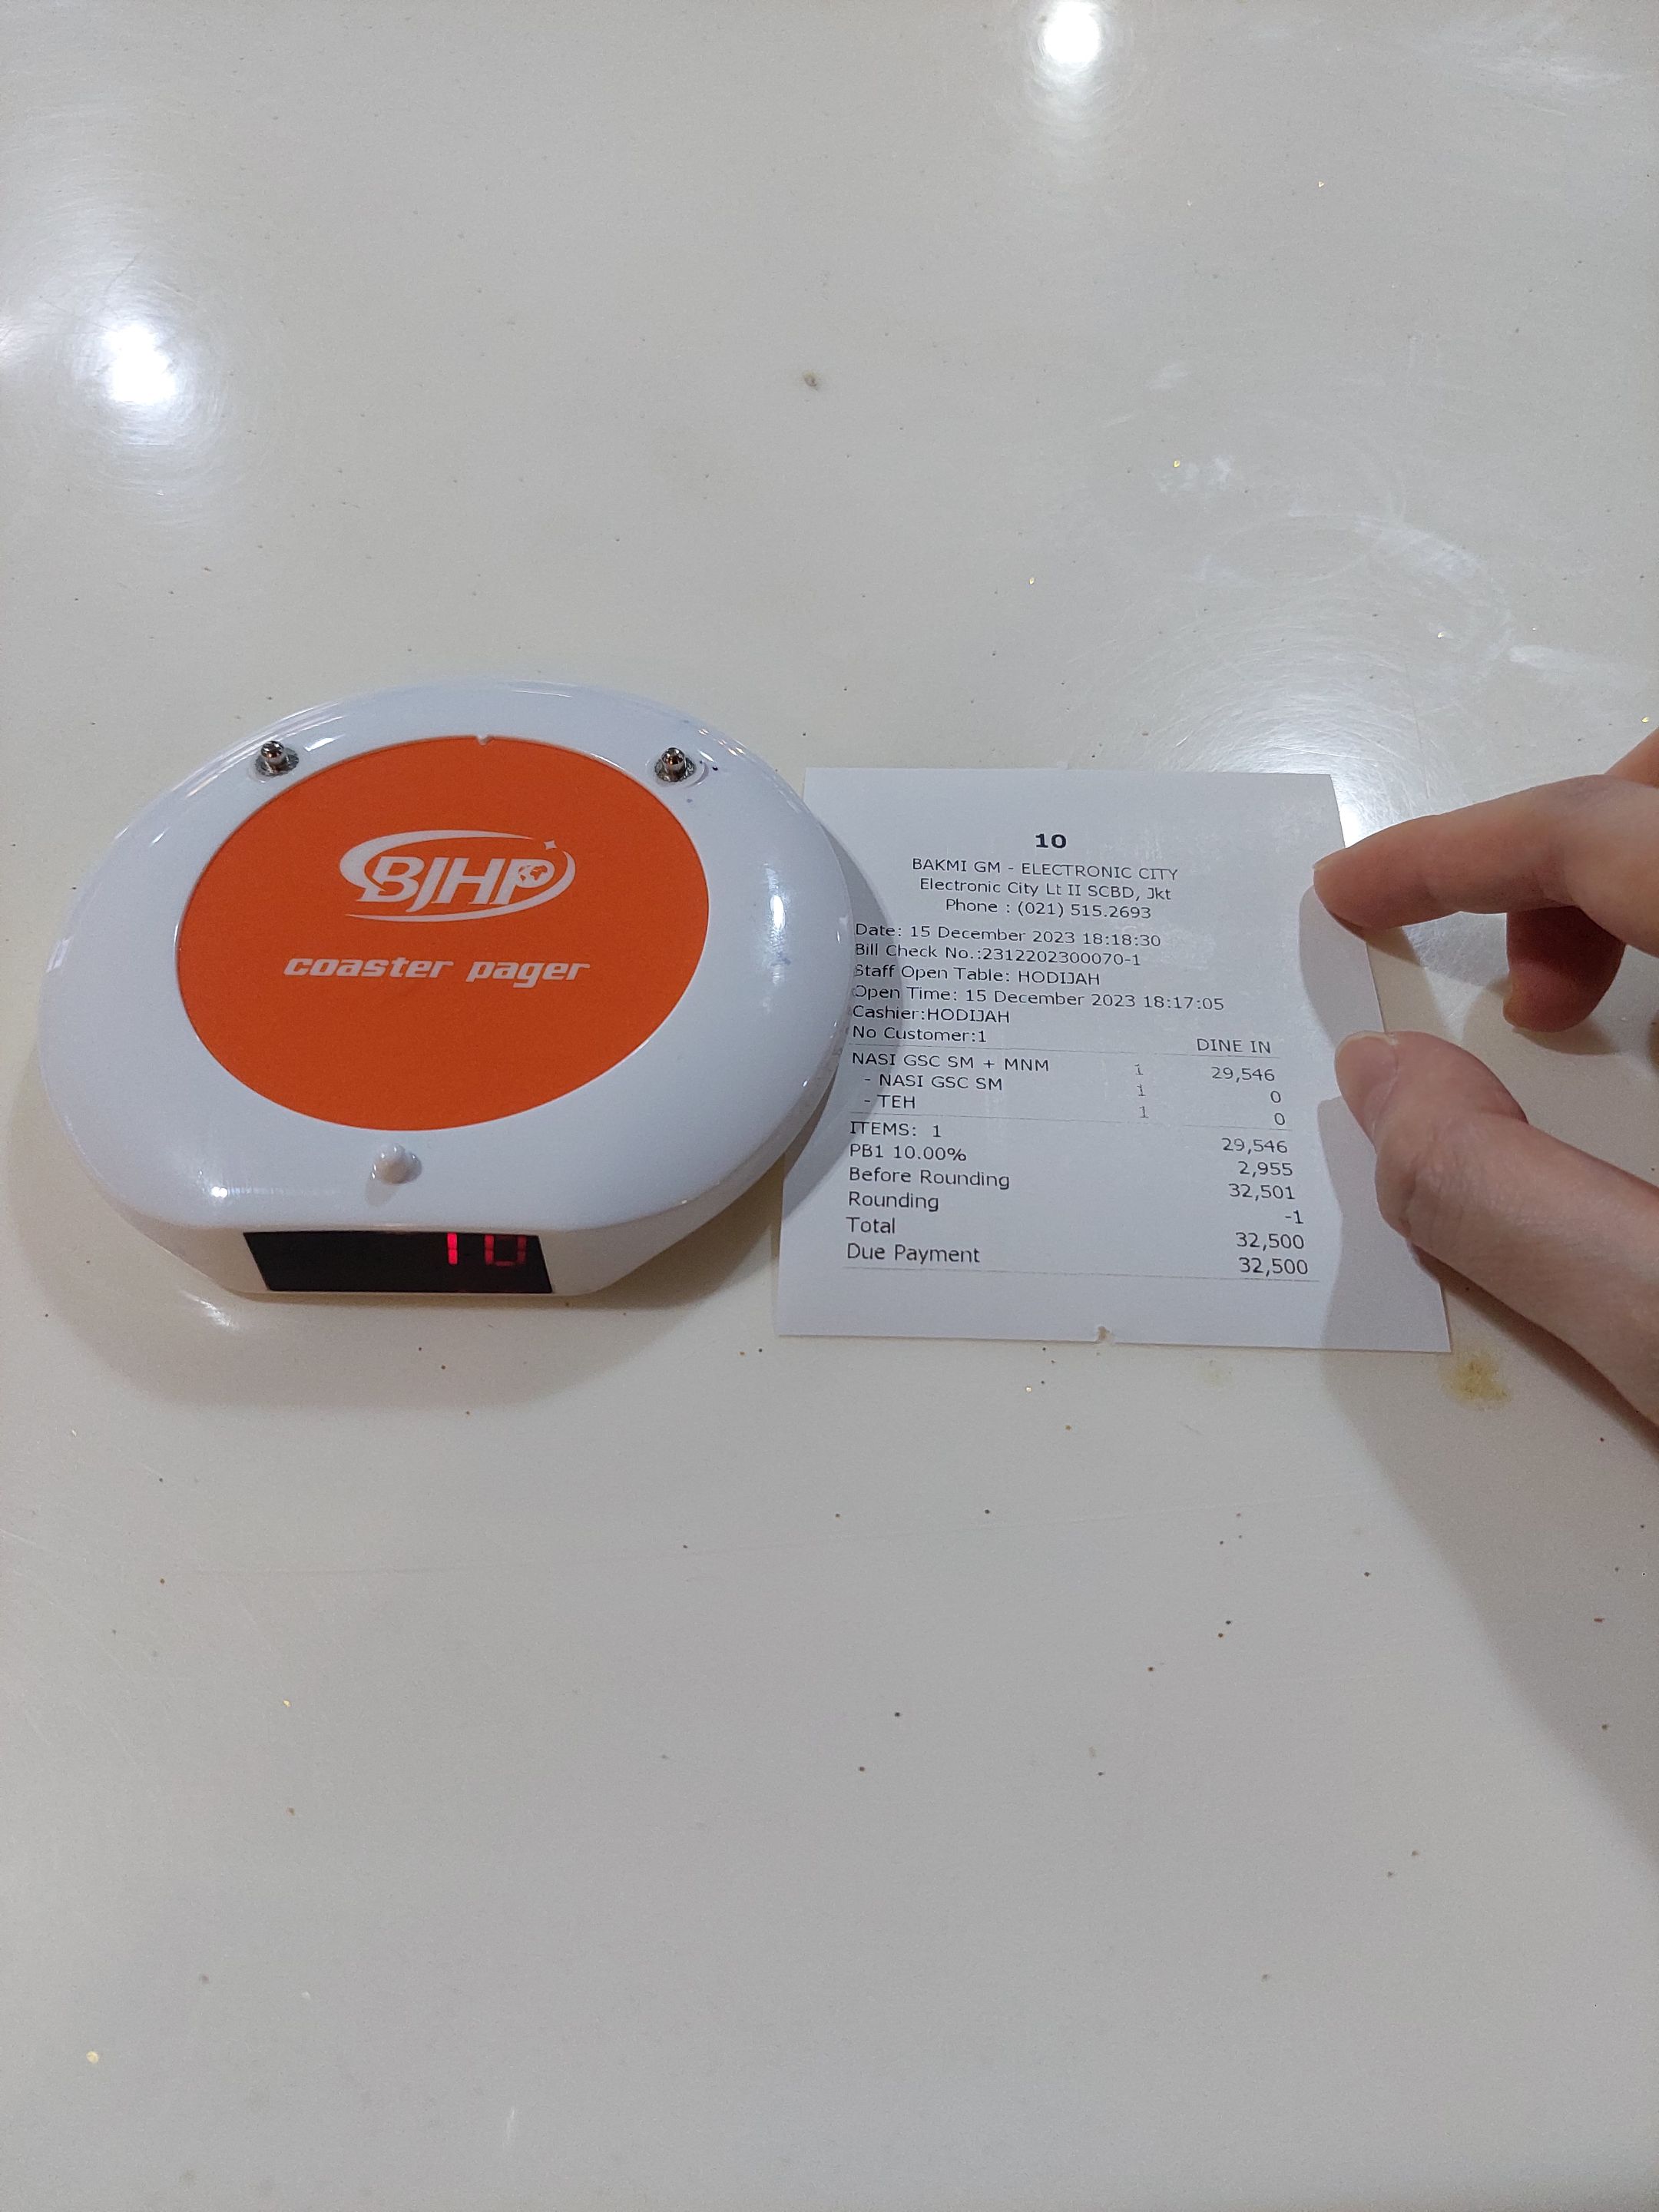 BJHP
coaster pager
10
10
BAKMI GM - ELECTRONIC CITY
Electronic City Lt II SCBD, Jkt
Phone : (021) 515.2693
Date: 15 December 2023 18:18:30
Bill Check No.:2312202300070-1
Staff Open Table: HODIJAH
Open Time: 15 December 2023 18:17:05
Cashier:HODIJAH
No Customer:1 DINE IN
NASI GSC SM + MNM 1 29,546
- NASI GSC SM 1 0
- TEH 1 0
ITEMS: 1 29,546
PB1 10.00% 2,955
Before Rounding 32,501
Rounding -1
Total 32,500
Due Payment 32,500